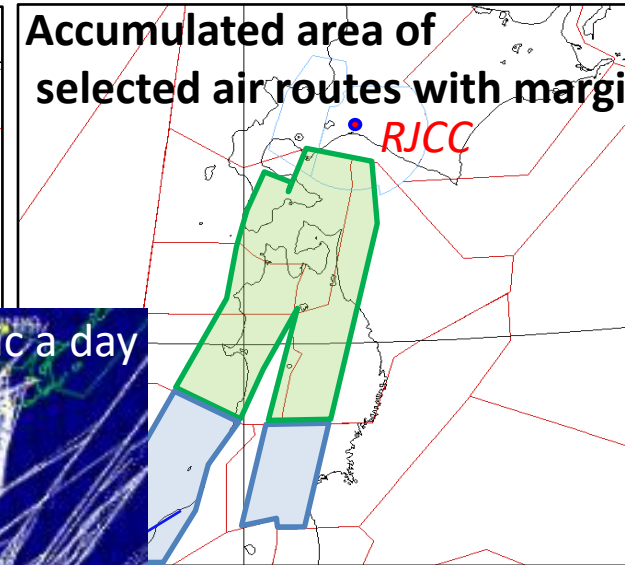 Accumulated area of
selected air routes with margi
RJCC
c a day